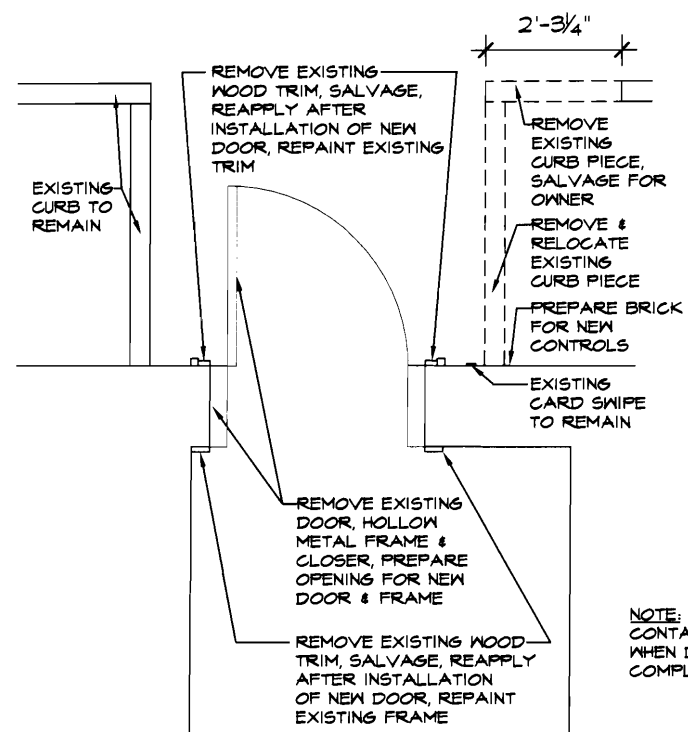 2'-3¼"
REMOVE EXISTING
WOOD TRIM, SALVAGE,
REAPPLY AFTER
INSTALLATION OF NEW
DOOR, REPAINT EXISTING
TRIM
REMOVE
EXISTING
CURB PIECE,
SALVAGE FOR
OWNER
EXISTING
CURB TO
REMAIN
REMOVE &
RELOCATE
EXISTING
CURB PIECE
PREPARE BRICK
FOR NEW
CONTROLS
EXISTING
CARD SWIPE
TO REMAIN
REMOVE EXISTING
DOOR, HOLLOW
METAL FRAME &
CLOSER, PREPARE
OPENING FOR NEW
DOOR & FRAME
REMOVE EXISTING WOOD
TRIM, SALVAGE, REAPPLY
AFTER INSTALLATION
OF NEW DOOR, REPAINT
EXISTING FRAME
NOTE:
CONTA
WHEN D
COMPL